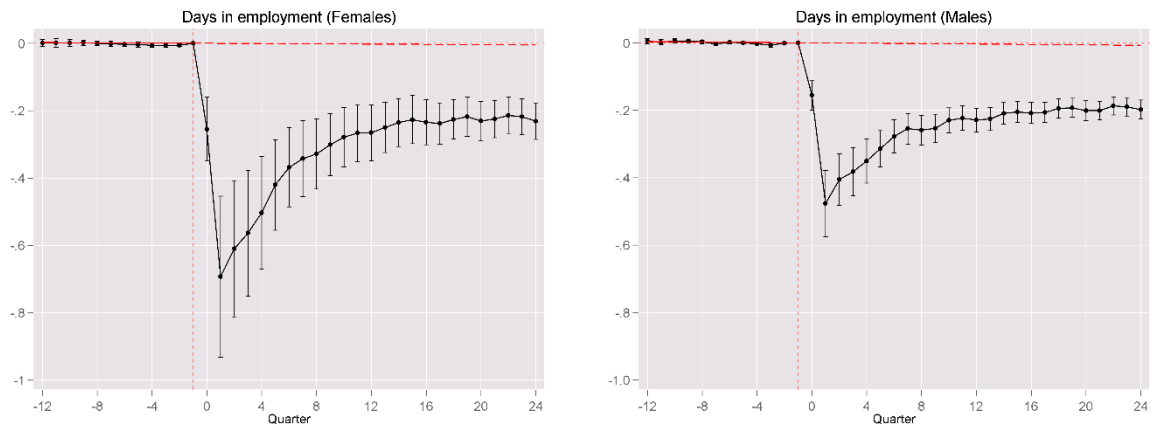 Days in employment (Females)
0
-.2
-.4
-.6
-.8
-1
-12 -8 -4 0 4 8 12 16 20 24
Quarter
Days in employment (Males)
0
-.2
-.4
-.6
-.8
-1.0
-12 -8 -4 0 4 8 12 16 20 24
Quarter